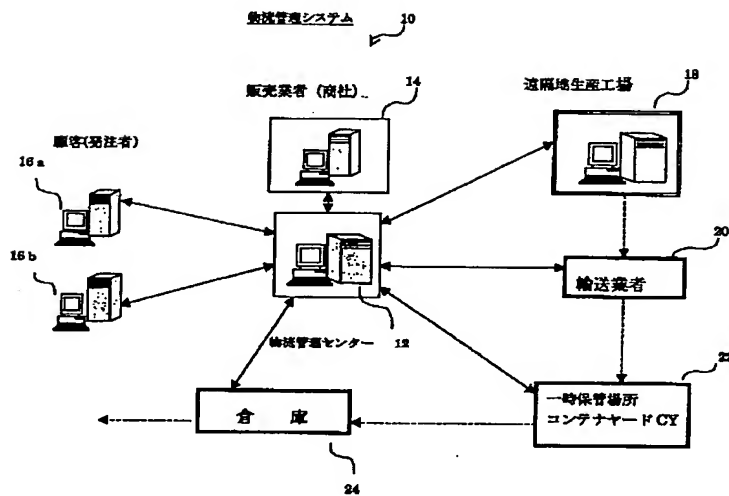 物流管理システム
10
販売業者 (商社)
14
遠隔地生産工場
18
顧客(発注者)
16a
16b
20
輸送業者
物流管理センター
12
22
一時保管場所
コンテナヤードCY
倉 庫
24